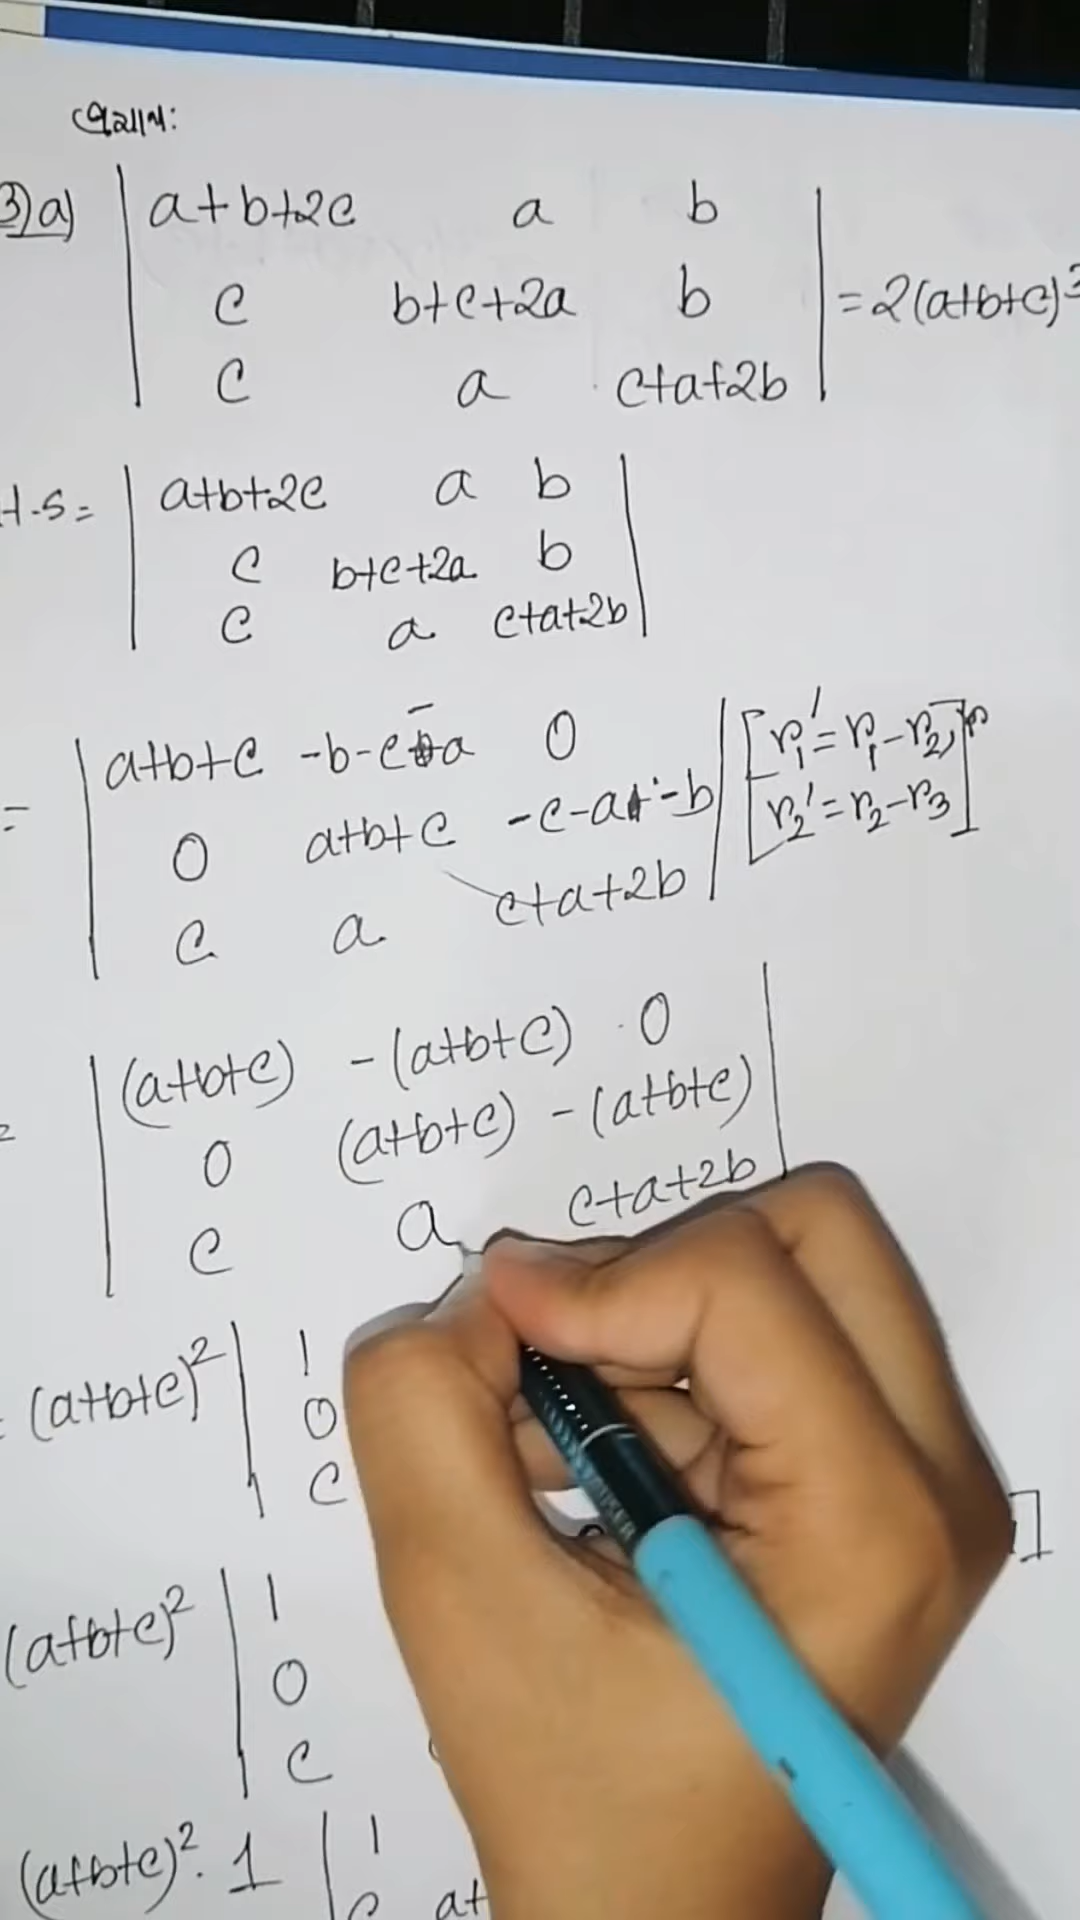 প্রমাণ:
3)a) | a+b+2c a b |
| c b+c+2a b | = 2(a+b+c)³
| c a c+a+2b |
H.S = | a+b+2c a b |
| c b+c+2a b |
| c a c+a+2b |
= | a+b+c -b-c-a 0 | [r₁' = r₁-r₂,
| 0 a+b+c -c-a-b | r₂' = r₂-r₃]
| c a c+a+2b |
= | (a+b+c) -(a+b+c) 0 |
| 0 (a+b+c) -(a+b+c) |
| c a c+a+2b |
= (a+b+c)² | 1
| 0
| c ]
(a+b+c)² | 1
| 0
| c
(a+b+c)². 1 | 1